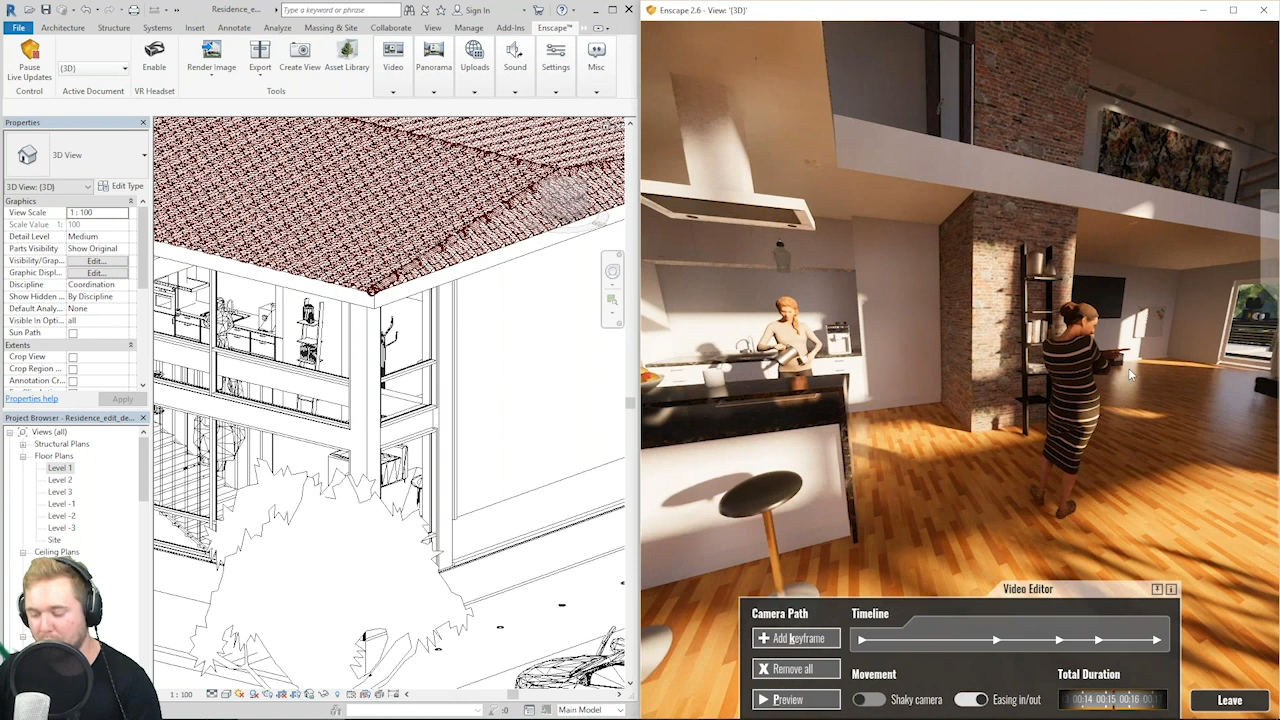 Residence_e...
Type a keyword or phrase
Sign In
File Architecture Structure Systems Insert Annotate Analyze Massing & Site Collaborate View Manage Add-Ins Enscape™
Pause Live Updates
{3D}
Enable
Render Image
Export
Create View
Asset Library
Video
Panorama
Uploads
Sound
Settings
Misc
Control
Active Document
VR Headset
Tools
Properties
3D View
3D View: {3D}
Edit Type
Graphics
View Scale 1 : 100
Scale Value 1: 100
Detail Level Medium
Parts Visibility Show Original
Visibility/Grap... Edit...
Graphic Displ... Edit...
Discipline Coordination
Show Hidden ... By Discipline
Default Analy... None
Visible In Opti... all
Sun Path
Extents
Crop View
Crop Region ...
Annotation Cr...
Properties help
Apply
Project Browser - Residence_edit_de...
Views (all)
Structural Plans
Floor Plans
Level 1
Level 2
Level 3
Level -1
Level -2
Level -3
Site
Ceiling Plans
1 : 100
:0
Main Model
Enscape 2.6 - View: '{3D}'
Video Editor
Camera Path
Timeline
Add keyframe
Remove all
Preview
Movement
Shaky camera
Easing in/out
Total Duration
00:14 00:15 00:16
Leave